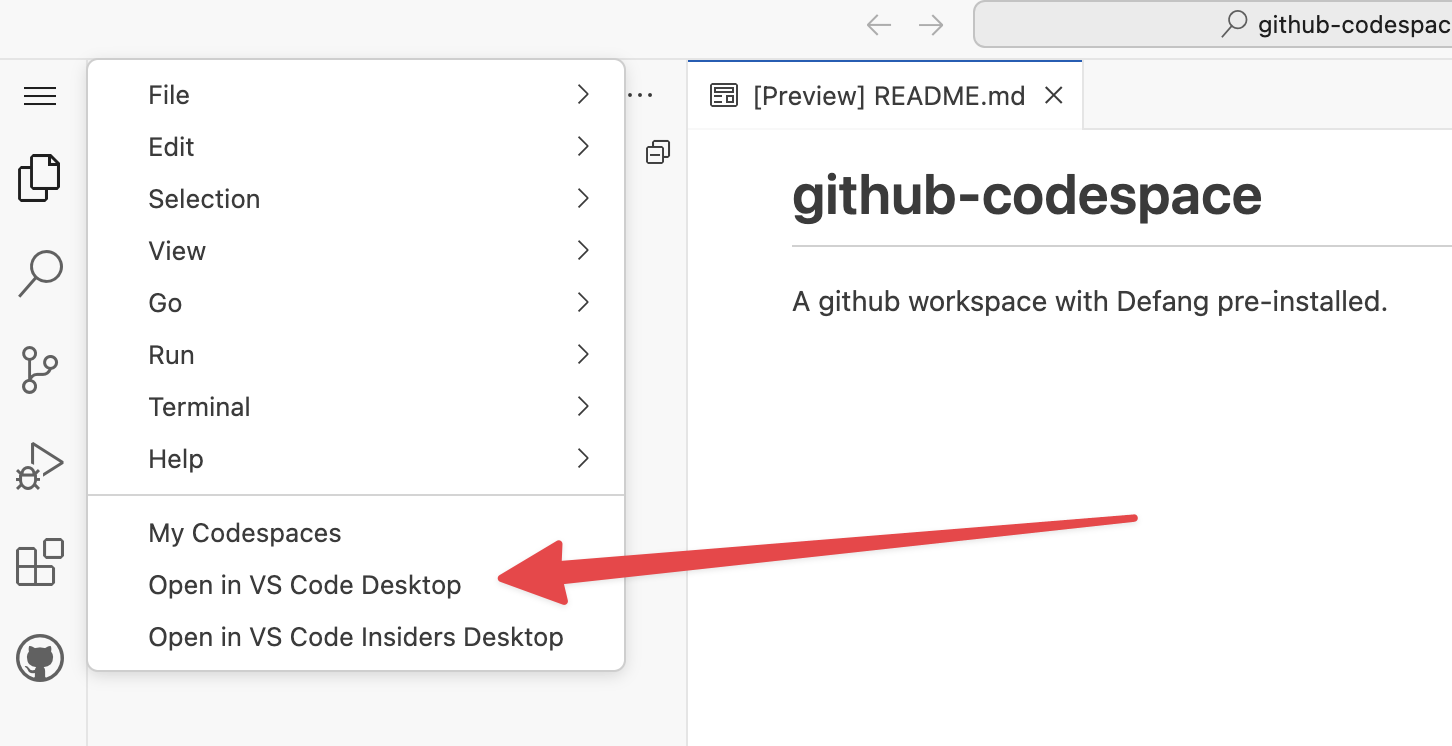 github-codespac
File
Edit
Selection
View
Go
Run
Terminal
Help
My Codespaces
Open in VS Code Desktop
Open in VS Code Insiders Desktop
[Preview] README.md
github-codespace
A github workspace with Defang pre-installed.